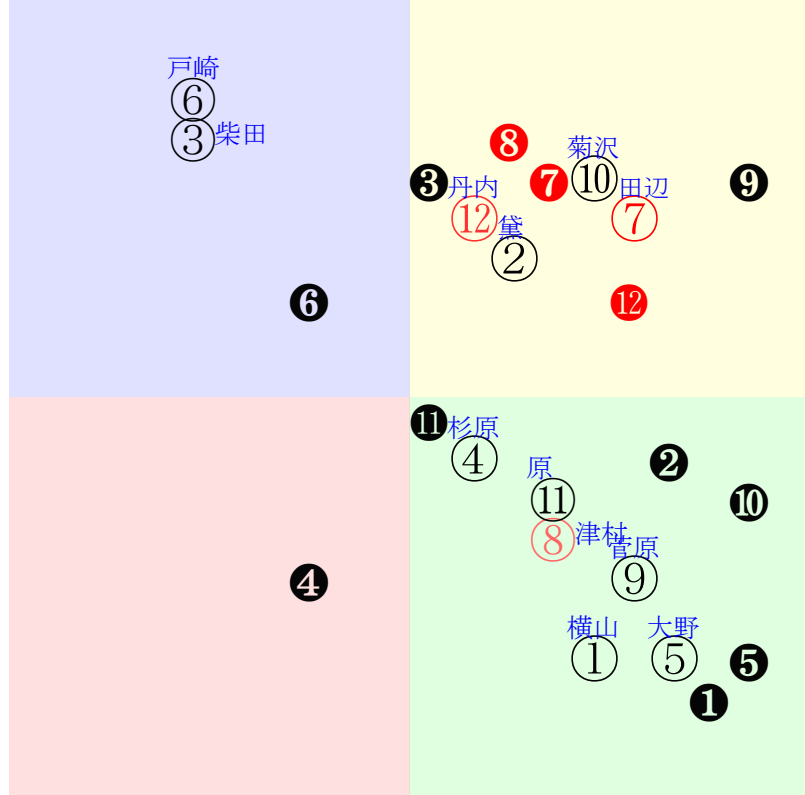 戸崎
⑥
③柴田
❽
菊沢
❸丹内 ❼ ⑩田辺 ❾
⑫黛 ⑦
②
❻ ⓬
⓫杉原
④ 原 ❷
⑪ ❿
⑧津村菅原
❹ ⑨
横山 大野
① ⑤ ❺
❶